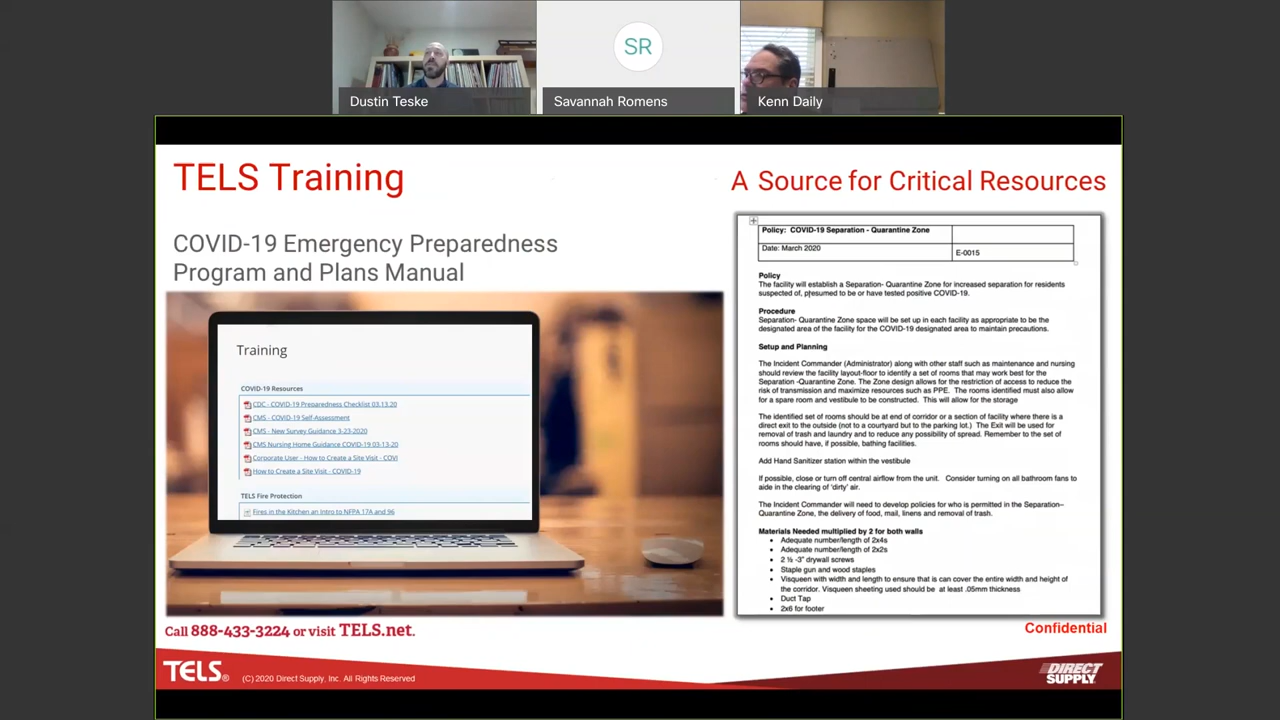 SR
Dustin Teske
Savannah Romens
Kenn Daily
TELS Training
A Source for Critical Resources
COVID-19 Emergency Preparedness
Program and Plans Manual
Training
COVID-19 Resources
CDC - COVID-19 Preparedness Checklist 03.13.20
CMS - COVID-19 Self-Assessment
CMS - New Survey Guidance 3-23-2020
CMS Nursing Home Guidance COVID-19 03-13-20
Corporate User - How to Create a Site Visit - COVI
How to Create a Site Visit - COVID-19
TELS Fire Protection
Fires in the Kitchen an Intro to NFPA 17A and 96
Policy: COVID-19 Separation - Quarantine Zone
Date: March 2020
E-0015
Policy
The facility will establish a Separation- Quarantine Zone for increased separation for residents
suspected of, presumed to be or have tested positive COVID-19.
Procedure
Separation- Quarantine Zone space will be set up in each facility as appropriate to be the
designated area of the facility for the COVID-19 designated area to maintain precautions.
Setup and Planning
The Incident Commander (Administrator) along with other staff such as maintenance and nursing
should review the facility layout-floor to identify a set of rooms that may work best for the
Separation -Quarantine Zone. The Zone design allows for the restriction of access to reduce the
risk of transmission and maximize resources such as PPE. The rooms identified must also allow
for a spare room and vestibule to be constructed. This will allow for the storage
The identified set of rooms should be at end of corridor or a section of facility where there is a
direct exit to the outside (not to a courtyard but to the parking lot.) The Exit will be used for
removal of trash and laundry and to reduce any possibility of spread. Remember to the set of
rooms should have, if possible, bathing facilities.
Add Hand Sanitizer station within the vestibule
If possible, close or turn off central airflow from the unit. Consider turning on all bathroom fans to
aide in the clearing of 'dirty' air.
The Incident Commander will need to develop policies for who is permitted in the Separation–
Quarantine Zone, the delivery of food, mail, linens and removal of trash.
Materials Needed multiplied by 2 for both walls
• Adequate number/length of 2x4s
• Adequate number/length of 2x2s
• 2 ½ -3" drywall screws
• Staple gun and wood staples
• Visqueen with width and length to ensure that is can cover the entire width and height of
the corridor. Visqueen sheeting used should be at least .05mm thickness
• Duct Tap
• 2x6 for footer
Call 888-433-3224 or visit TELS.net.
Confidential
TELS®
(C) 2020 Direct Supply, Inc. All Rights Reserved
DIRECT
SUPPLY